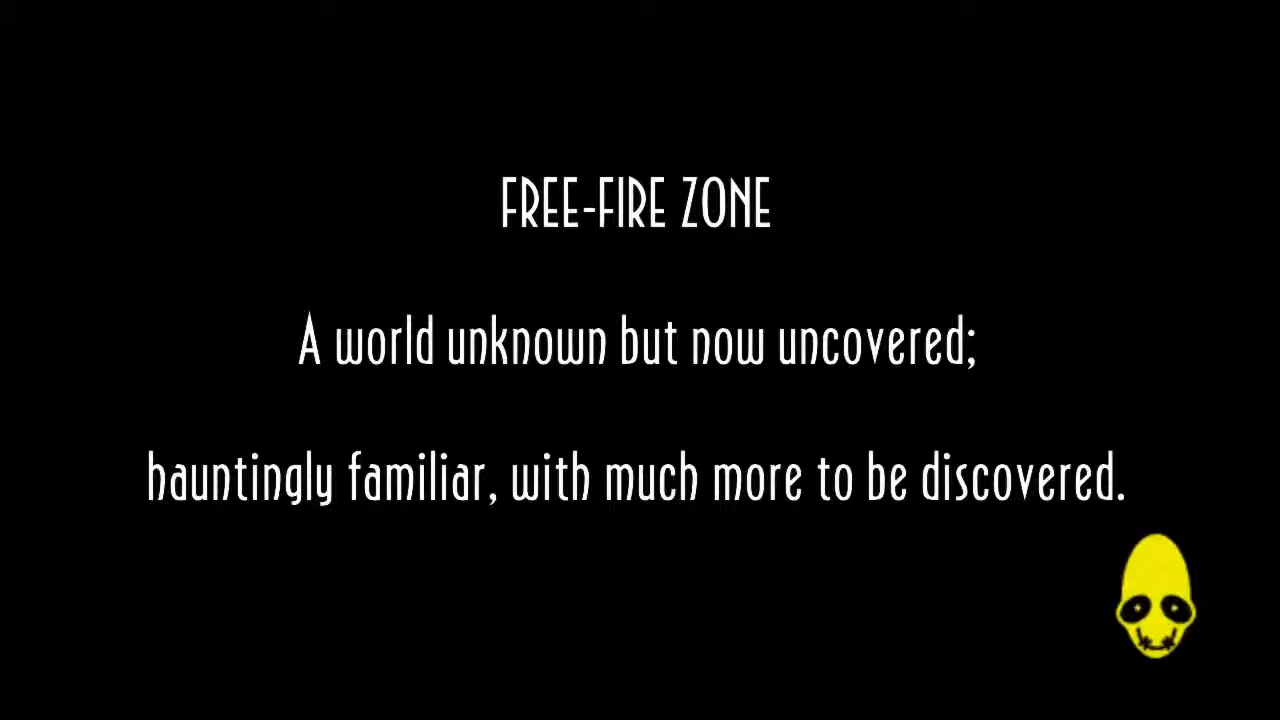 FREE-FIRE ZONE
A world unknown but now uncovered;
hauntingly familiar, with much more to be discovered.